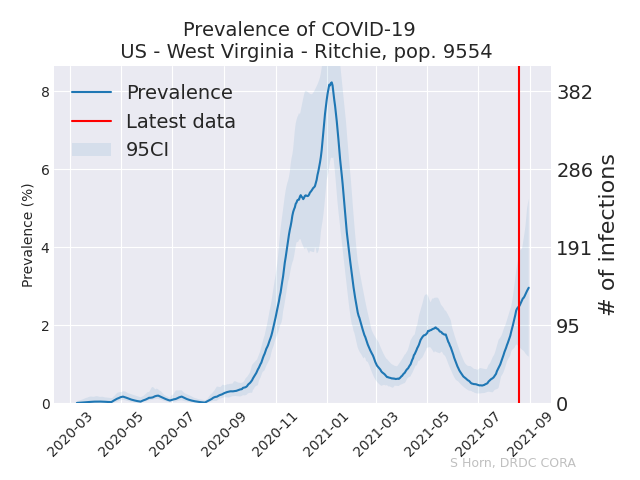 Prevalence of COVID-19
US - West Virginia - Ritchie, pop. 9554
Prevalence
Latest data
95CI
Prevalence (%)
8
6
4
2
0
382
286
191
95
0
# of infections
2020-03
2020-05
2020-07
2020-09
2020-11
2021-01
2021-03
2021-05
2021-07
2021-09
S Horn, DRDC CORA